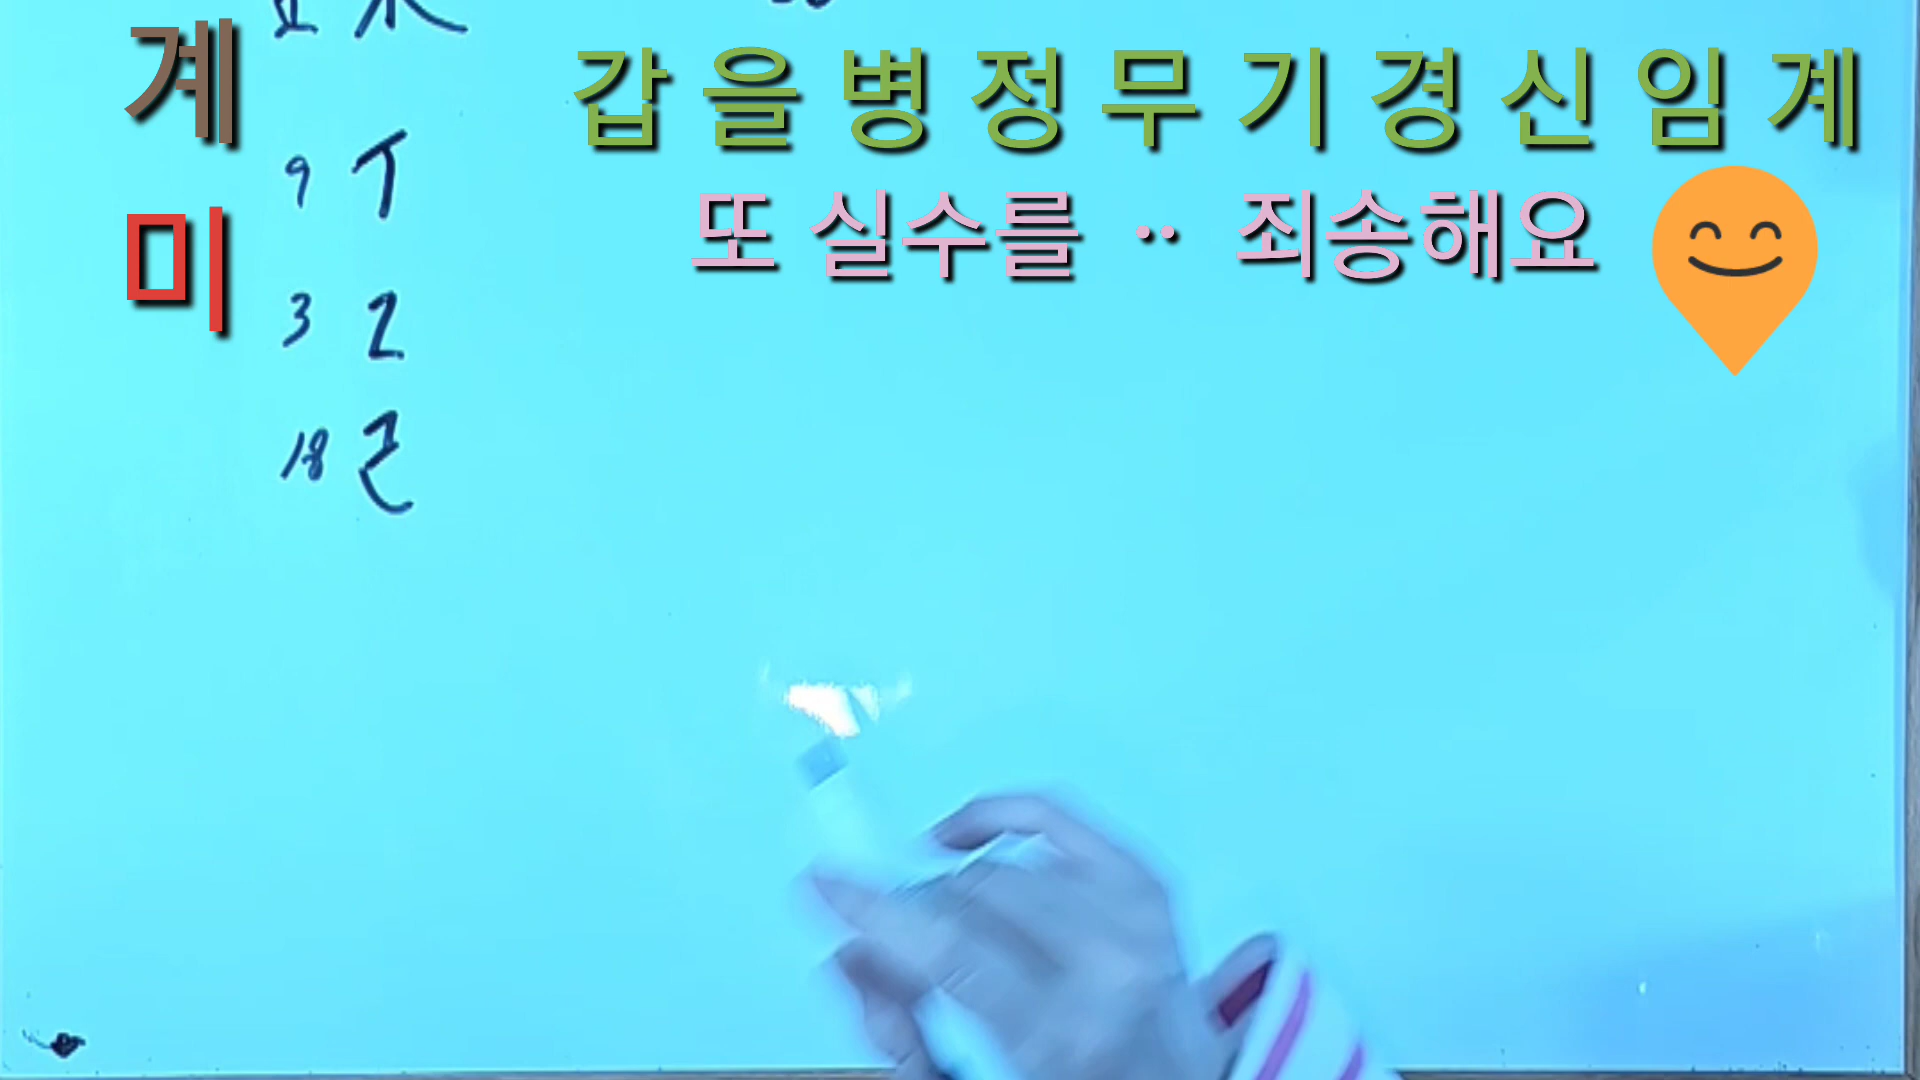 계
미
갑 을 병 정 무 기 경 신 임 계
또 실수를 .. 죄송해요
9 丁
3 乙
18 己